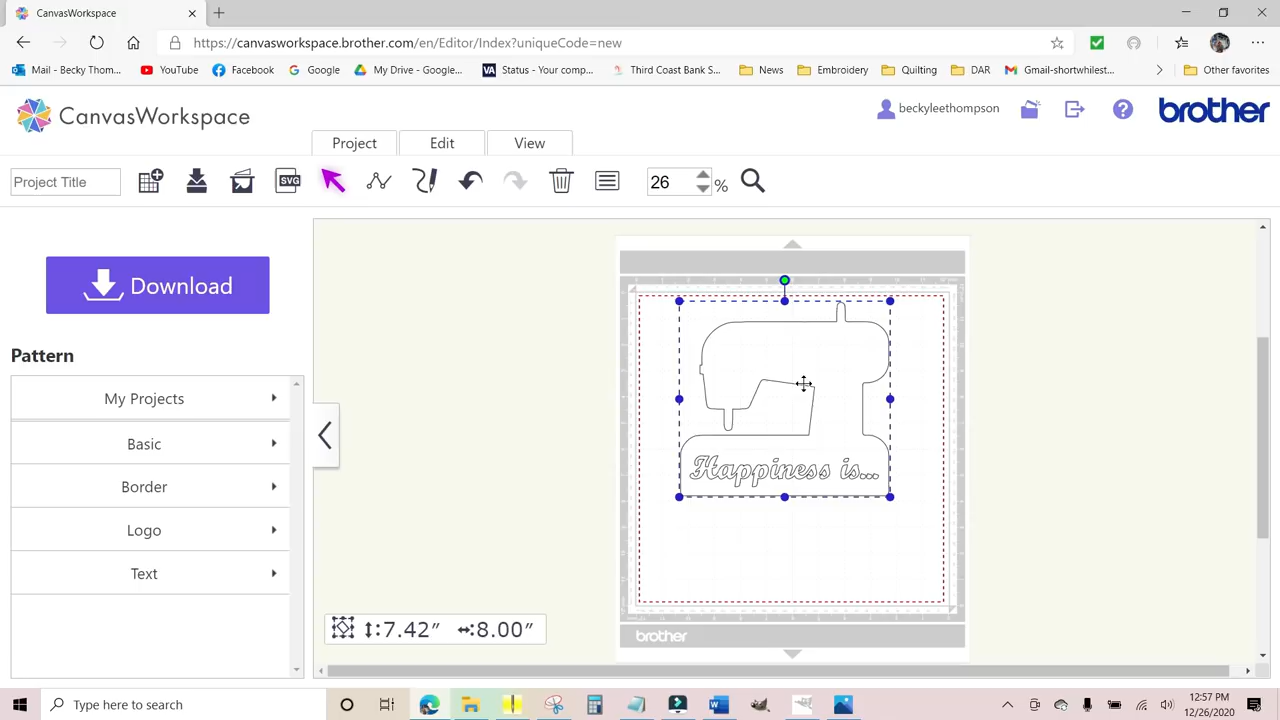 CanvasWorkspace
https://canvasworkspace.brother.com/en/Editor/Index?uniqueCode=new
Mail - Becky Thom...
YouTube
Facebook
Google
My Drive - Google...
VA
Status - Your comp...
Third Coast Bank S...
News
Embroidery
Quilting
DAR
Gmail-shortwhilest...
Other favorites
CanvasWorkspace
beckyleethompson
brother
Project
Edit
View
Project Title
SVG
26
%
Download
Pattern
My Projects
Basic
Border
Logo
Text
Happiness is...
7.42″
8.00″
brother
Type here to search
12:57 PM
12/26/2020